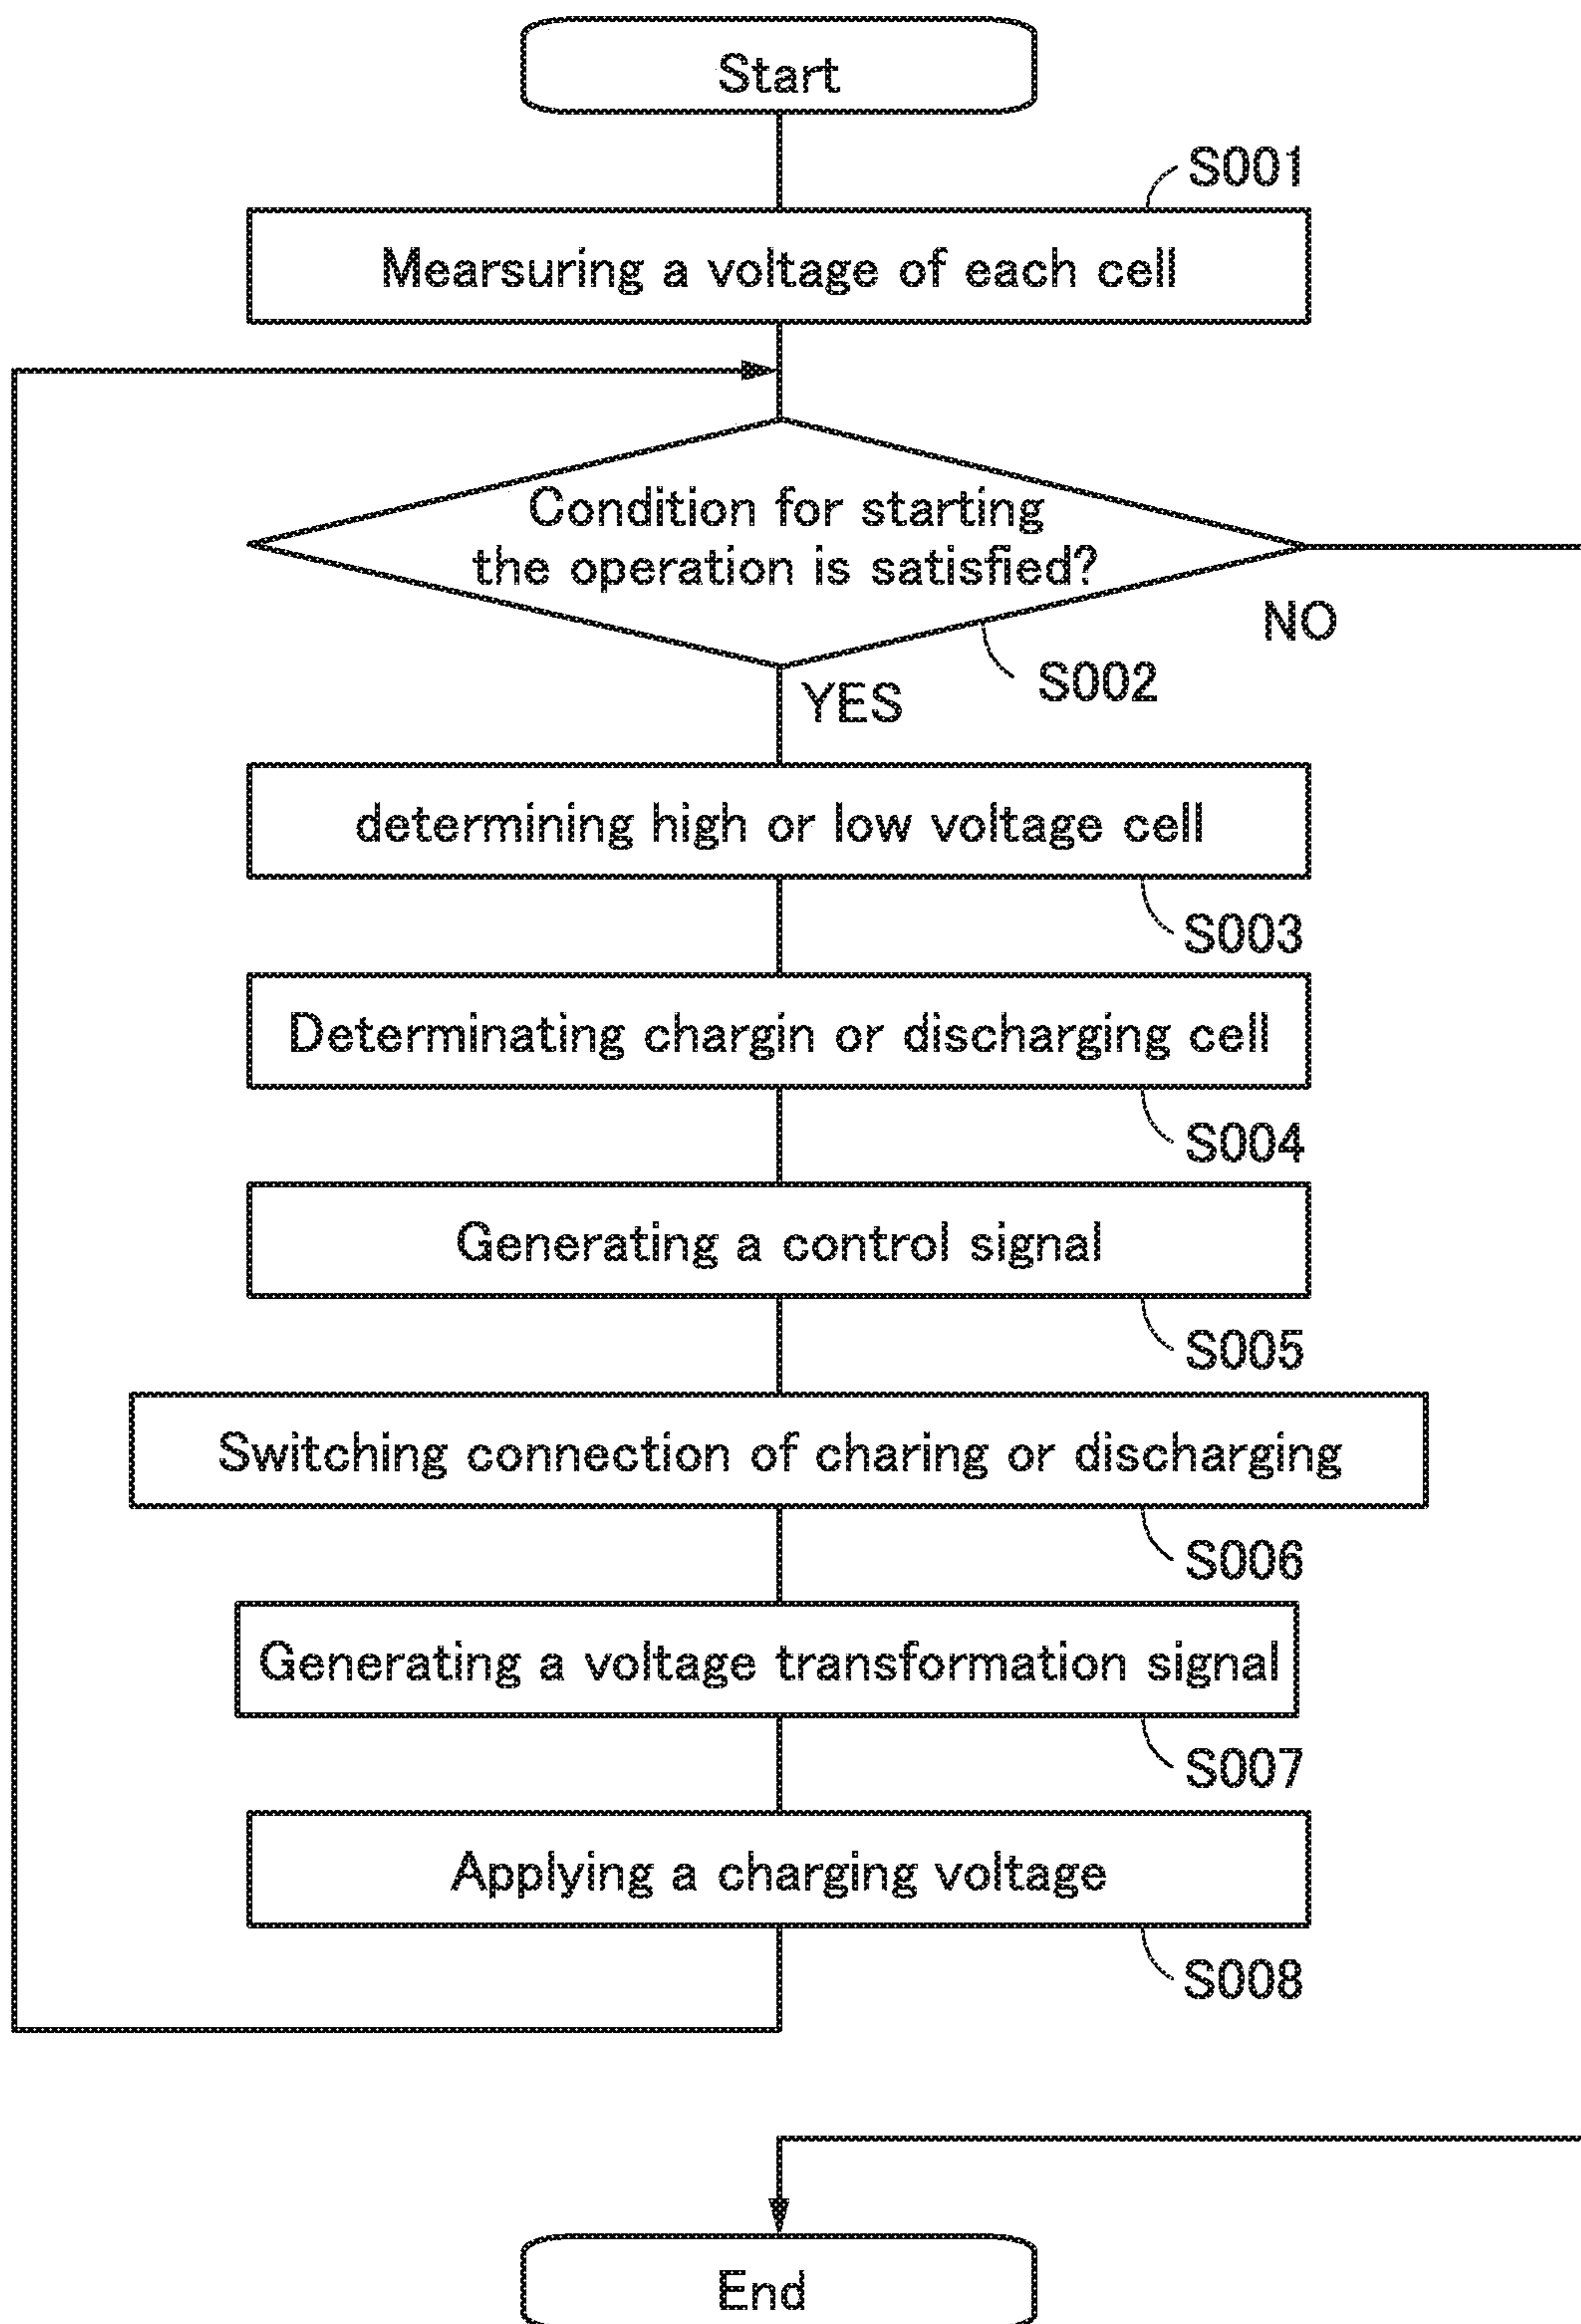 Start
S001
Mearsuring a voltage of each cell
Condition for starting
the operation is satisfied?
NO
S002
YES
determining high or low voltage cell
S003
Determinating chargin or discharging cell
S004
Generating a control signal
S005
Switching connection of charing or discharging
S006
Generating a voltage transformation signal
S007
Applying a charging voltage
S008
End